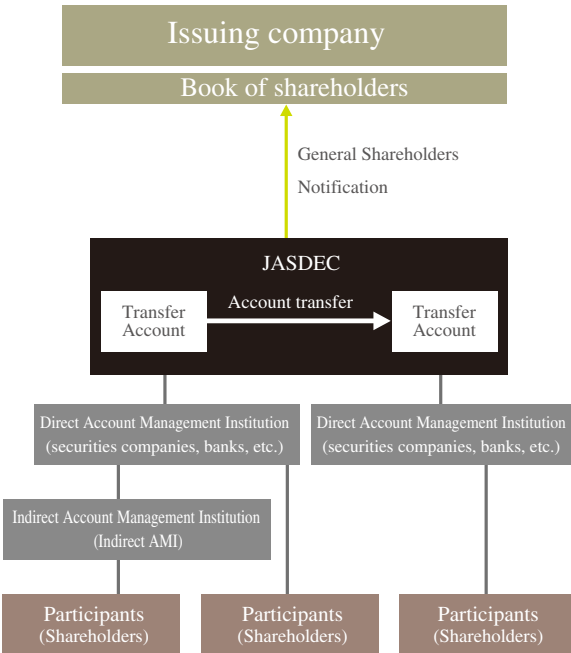 Issuing company
Book of shareholders
General Shareholders
Notification
JASDEC
Transfer
Account
Account transfer
Transfer
Account
Direct Account Management Institution
(securities companies, banks, etc.)
Direct Account Management Institution
(securities companies, banks, etc.)
Indirect Account Management Institution
(Indirect AMI)
Participants
(Shareholders)
Participants
(Shareholders)
Participants
(Shareholders)